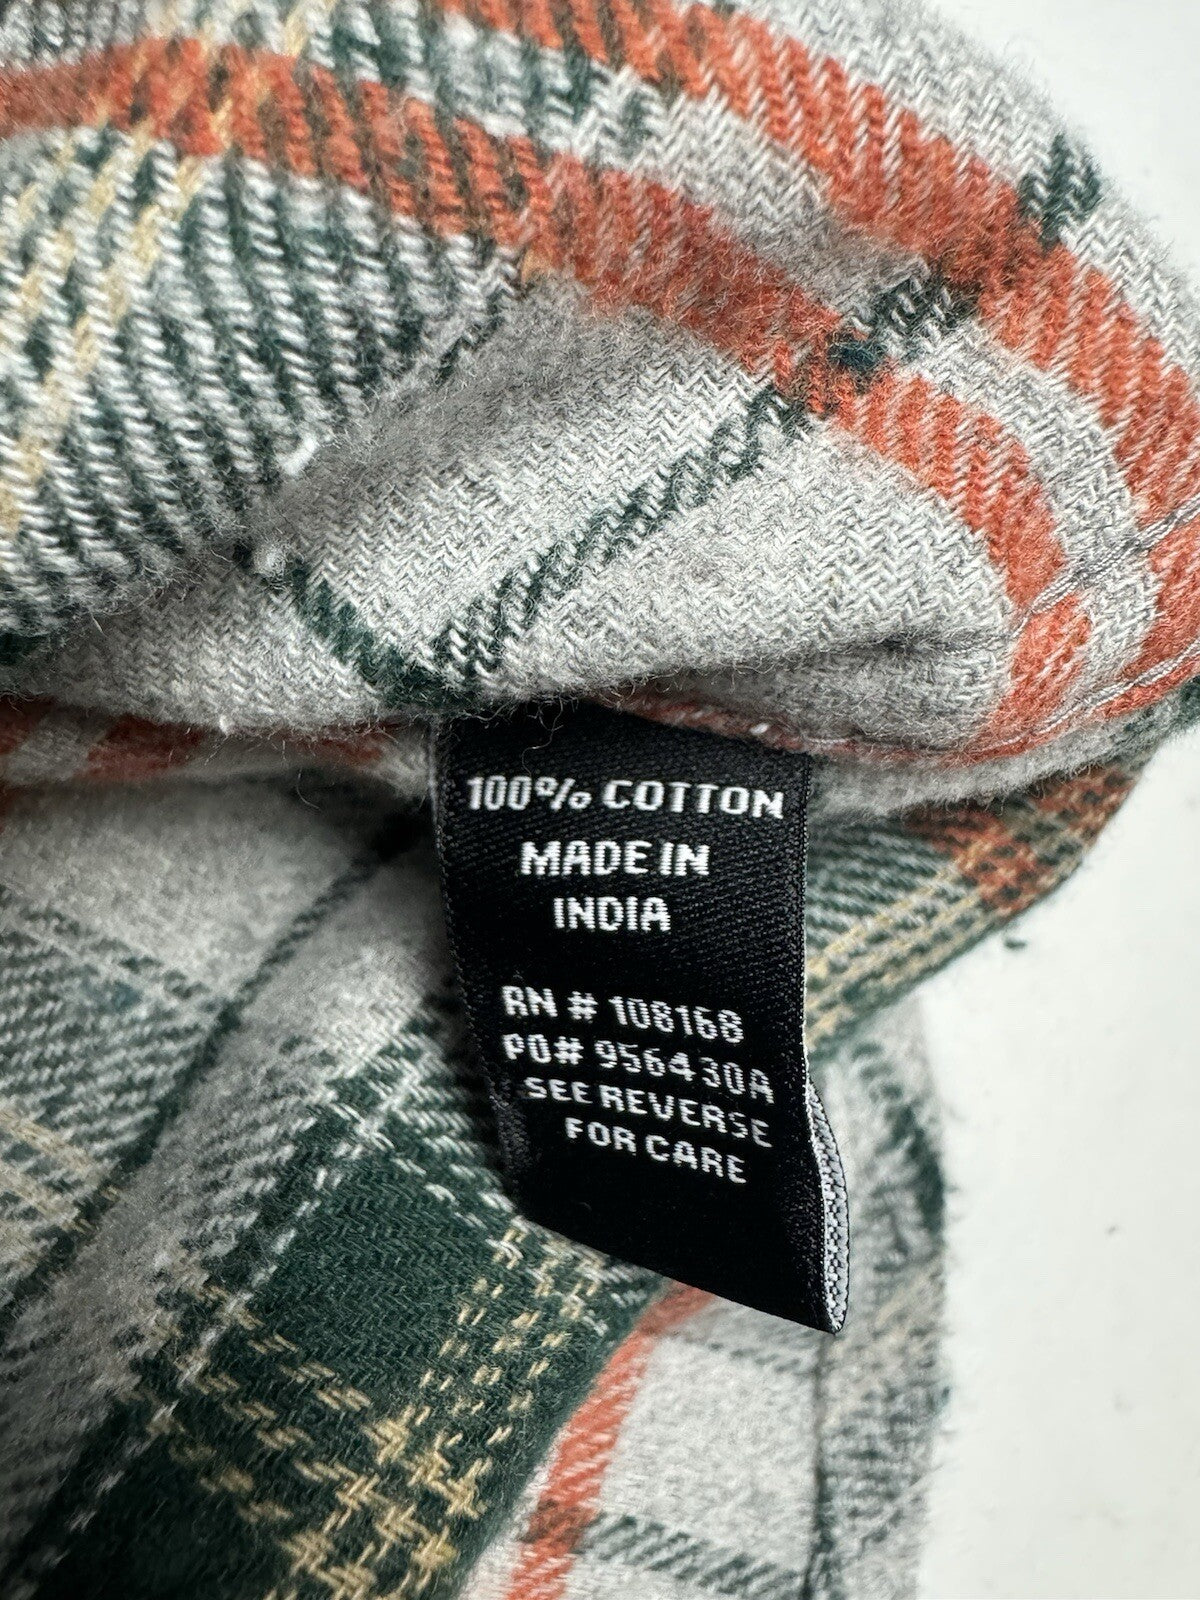 100% COTTON
MADE IN
INDIA
RN # 108168
PO# 956430A
SEE REVERSE
FOR CARE